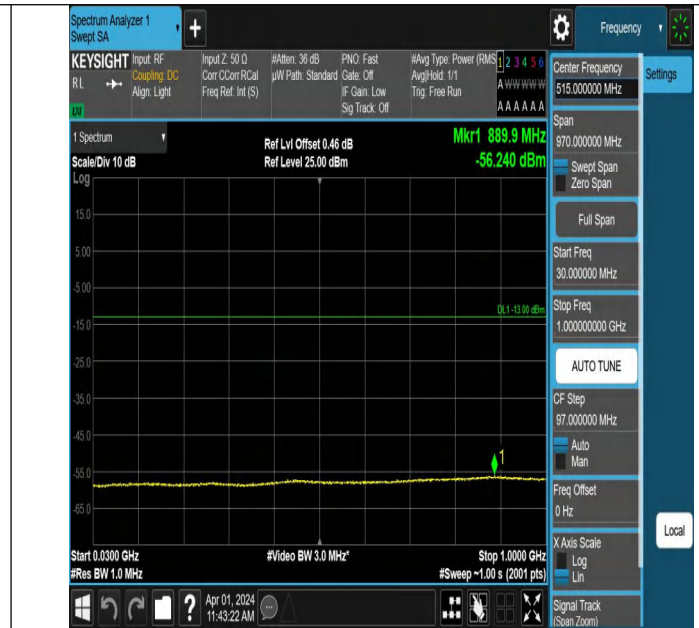 Spectrum Analyzer 1
Swept SA
+
Frequency
KEYSIGHT
RL
Input: RF
Coupling: DC
Align: Light
Input Z: 50 Ω
Corr CCorr RCal
Freq Ref: Int (S)
#Atten: 36 dB
µW Path: Standard
PNO: Fast
Gate: Off
IF Gain: Low
Sig Track: Off
#Avg Type: Power (RMS
Avg|Hold: 1/1
Trig: Free Run
1 2 3 4 5 6
A W W W W W
A A A A A A
LXI
1 Spectrum
Scale/Div 10 dB
Log
Ref Lvl Offset 0.46 dB
Ref Level 25.00 dBm
Mkr1 889.9 MHz
-56.240 dBm
15.0
5.00
-5.00
DL1 -13.00 dBm
-15.0
-25.0
-35.0
-45.0
1
-55.0
-65.0
Start 0.0300 GHz
#Res BW 1.0 MHz
#Video BW 3.0 MHz*
Stop 1.0000 GHz
#Sweep ~1.00 s (2001 pts)
Apr 01, 2024
11:43:22 AM
Center Frequency
515.000000 MHz
Settings
Span
970.000000 MHz
Swept Span
Zero Span
Full Span
Start Freq
30.000000 MHz
Stop Freq
1.000000000 GHz
AUTO TUNE
CF Step
97.000000 MHz
Auto
Man
Freq Offset
0 Hz
X Axis Scale
Log
Lin
Local
Signal Track
(Span Zoom)